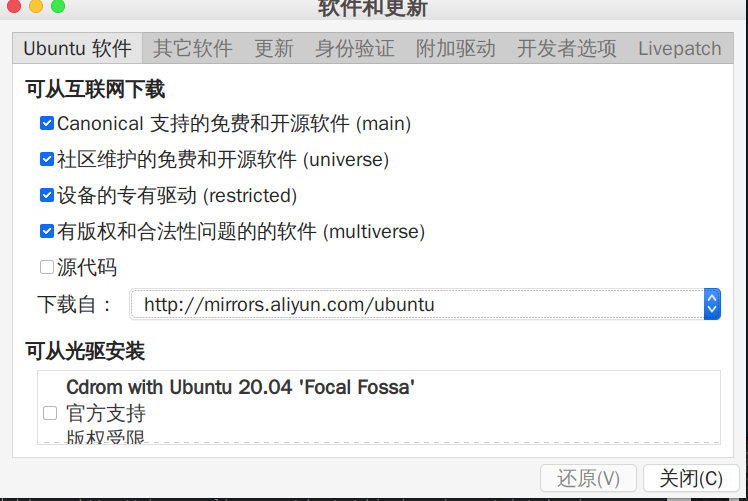 软件和更新
Ubuntu 软件 其它软件 更新 身份验证 附加驱动 开发者选项 Livepatch
可从互联网下载
Canonical 支持的免费和开源软件 (main)
社区维护的免费和开源软件 (universe)
设备的专有驱动 (restricted)
有版权和合法性问题的的软件 (multiverse)
源代码
下载自： http://mirrors.aliyun.com/ubuntu
可从光驱安装
Cdrom with Ubuntu 20.04 'Focal Fossa'
官方支持
版权受限
还原(V) 关闭(C)